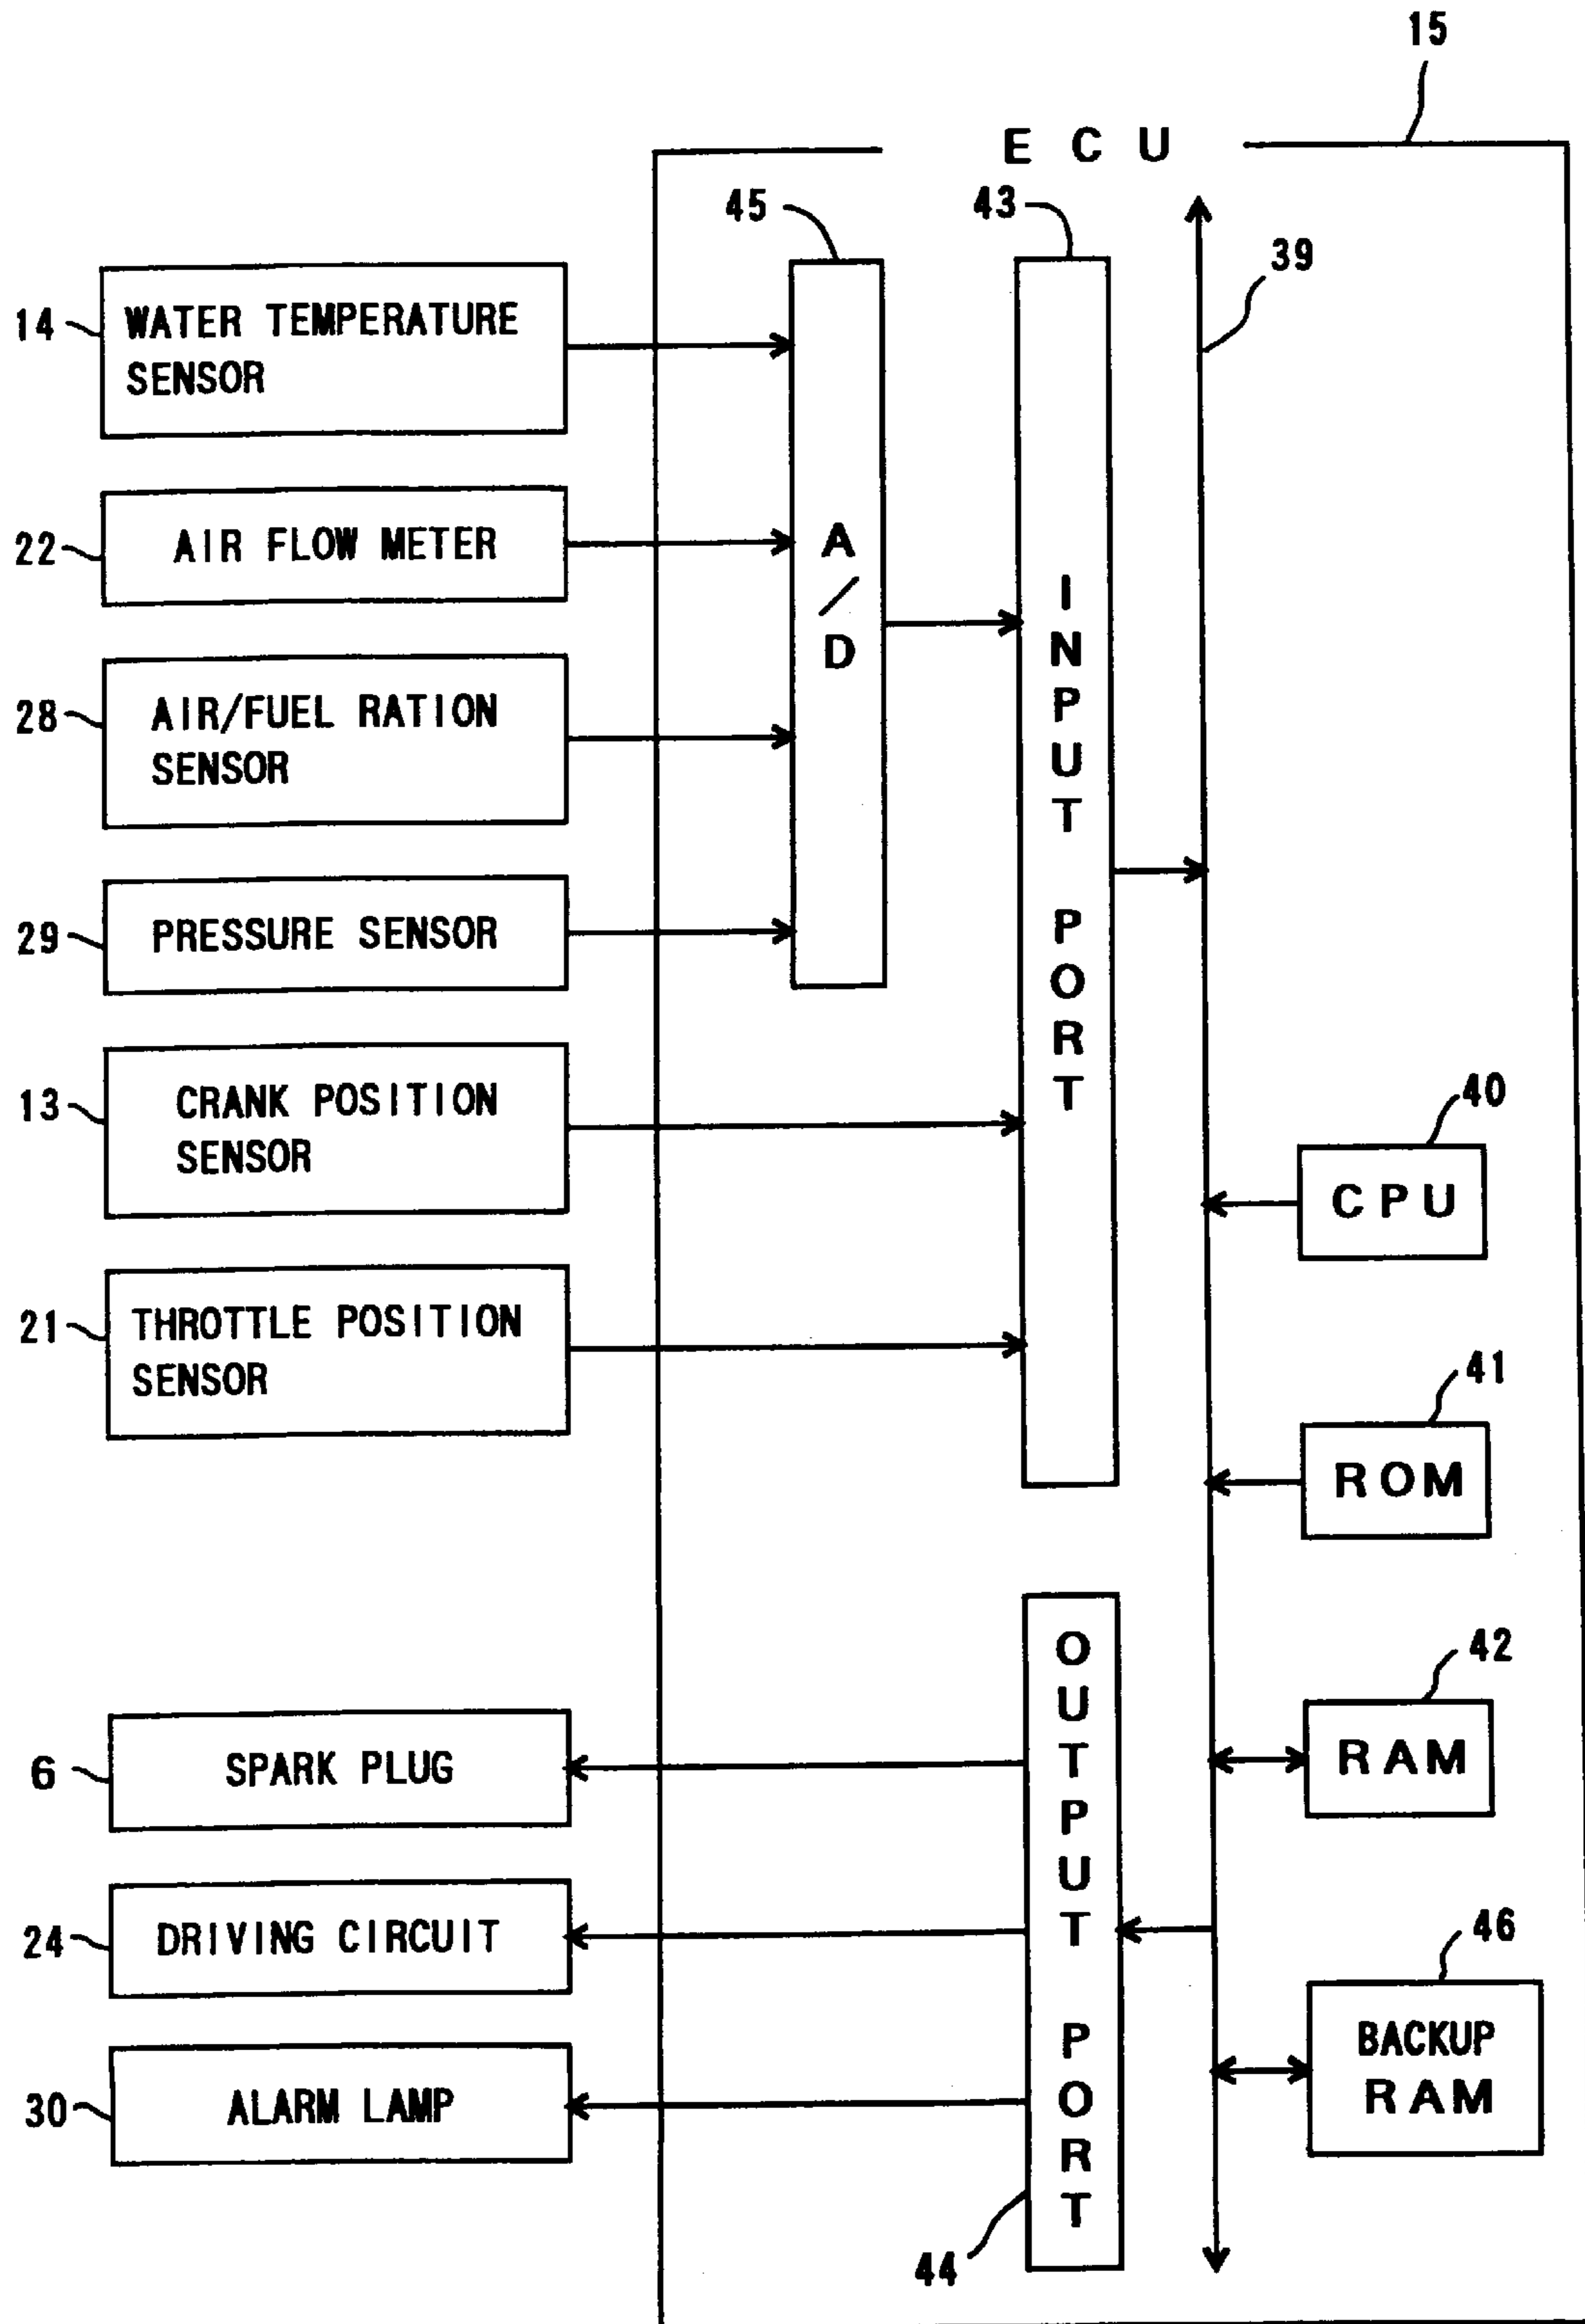 15
E C U
45
43
39
14
WATER TEMPERATURE
SENSOR
22
AIR FLOW METER
A/D
28
AIR/FUEL RATION
SENSOR
INPUT PORT
29
PRESSURE SENSOR
13
CRANK POSITION
SENSOR
40
CPU
21
THROTTLE POSITION
SENSOR
41
ROM
OUTPUT PORT
42
RAM
6
SPARK PLUG
24
DRIVING CIRCUIT
46
BACKUP
RAM
30
ALARM LAMP
44